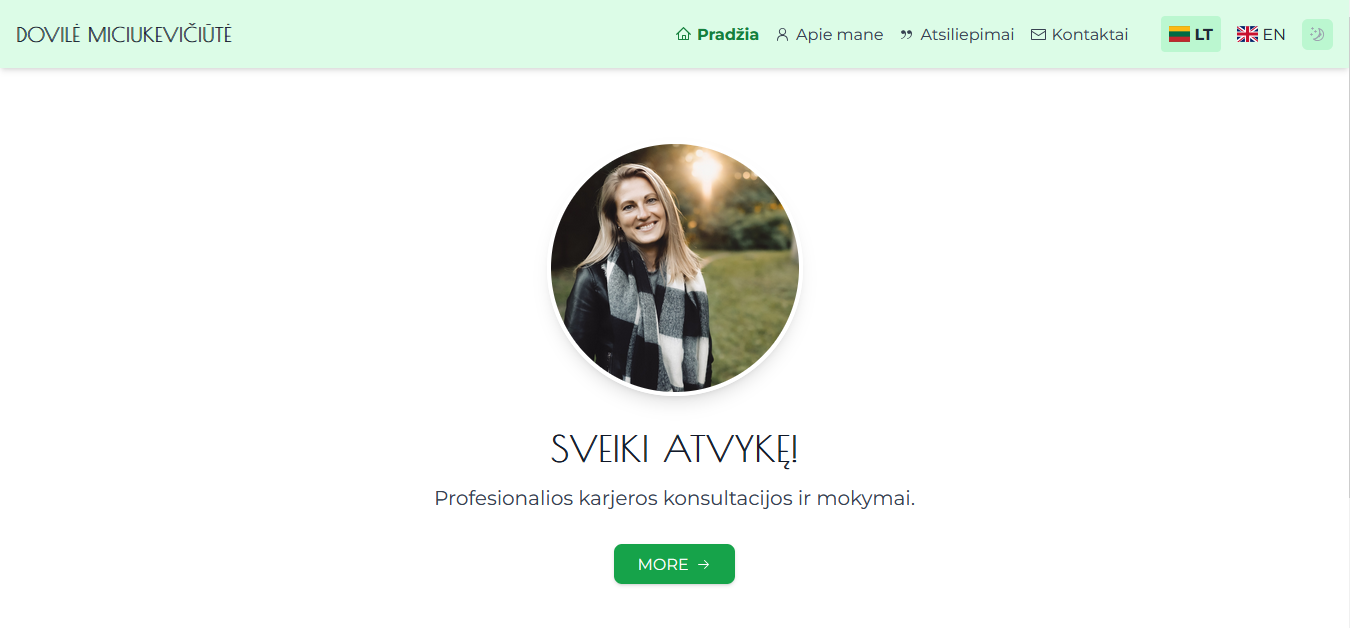 DOVILĖ MICIUKEVIČIŪTĖ
Pradžia Apie mane Atsiliepimai Kontaktai LT EN
SVEIKI ATVYKĘ!
Profesionalios karjeros konsultacijos ir mokymai.
MORE →